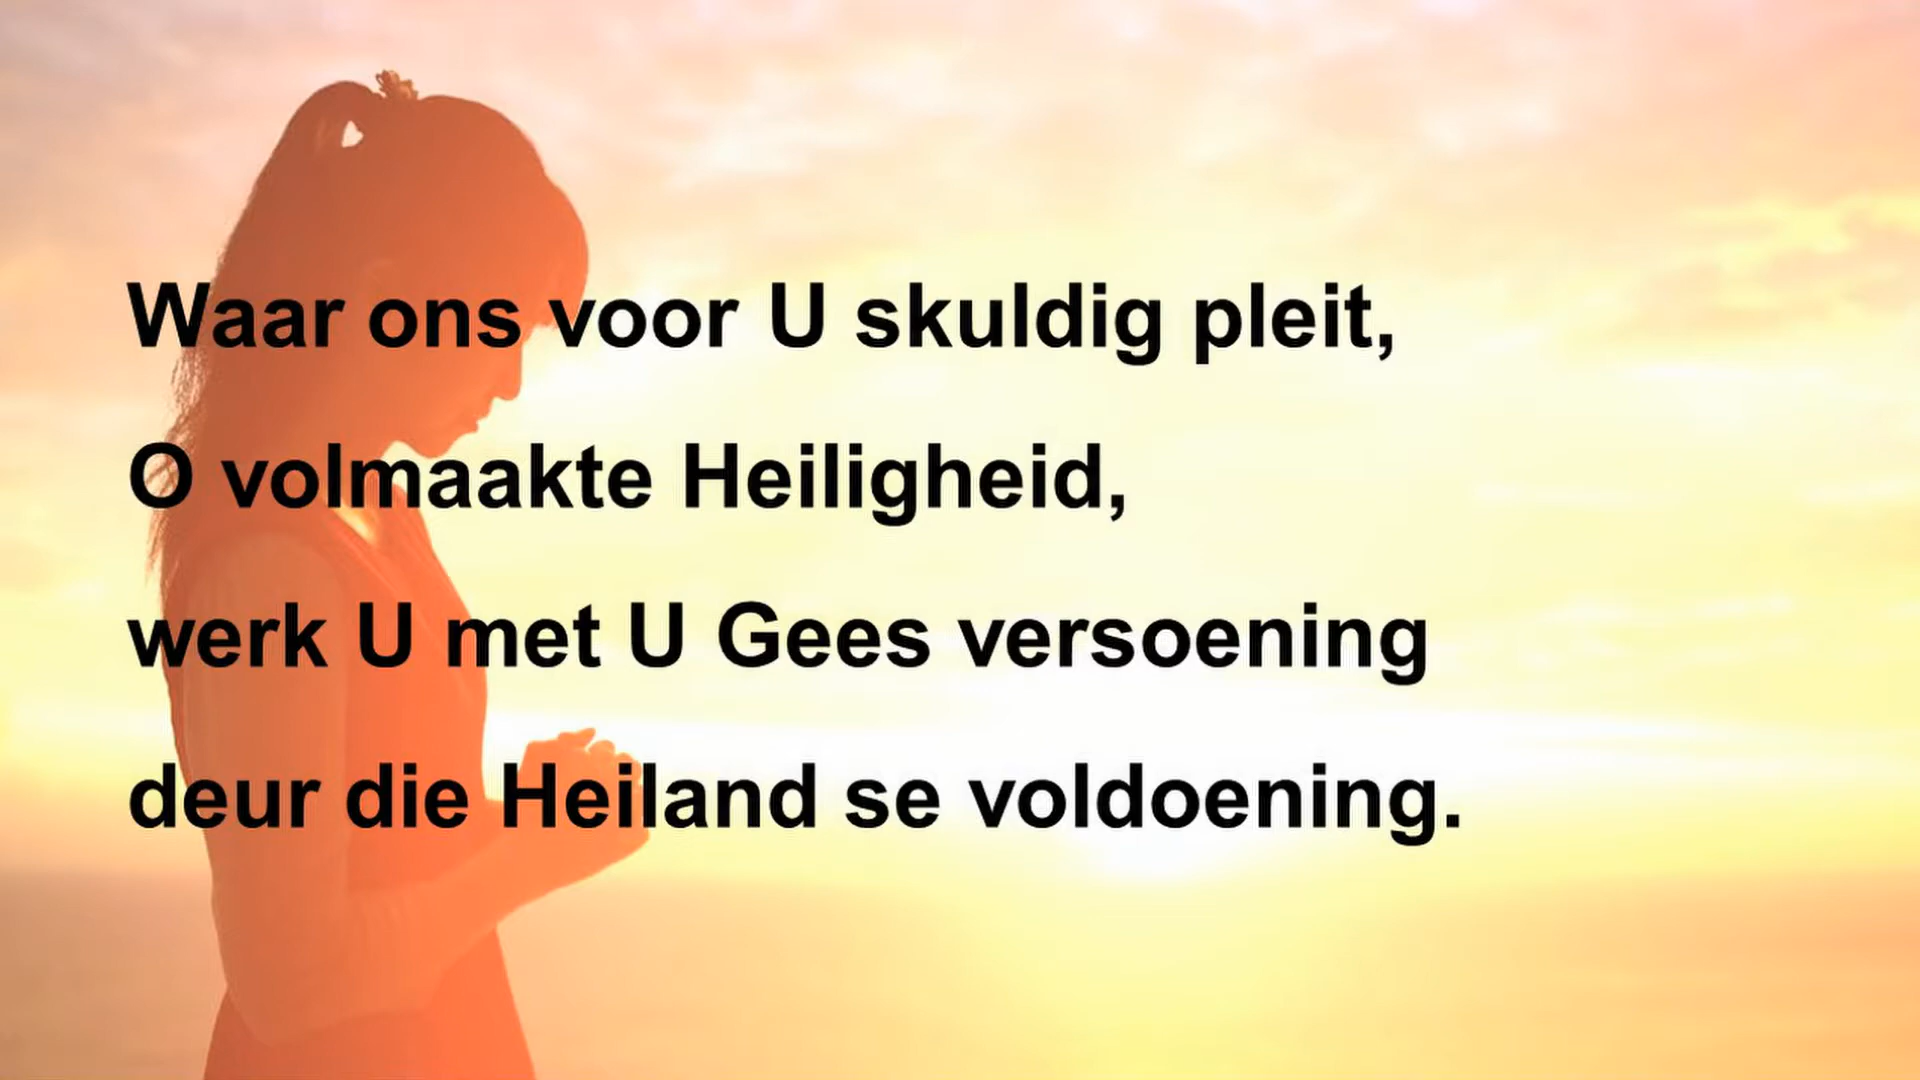 Waar ons voor U skuldig pleit,
O volmaakte Heiligheid,
werk U met U Gees versoening
deur die Heiland se voldoening.